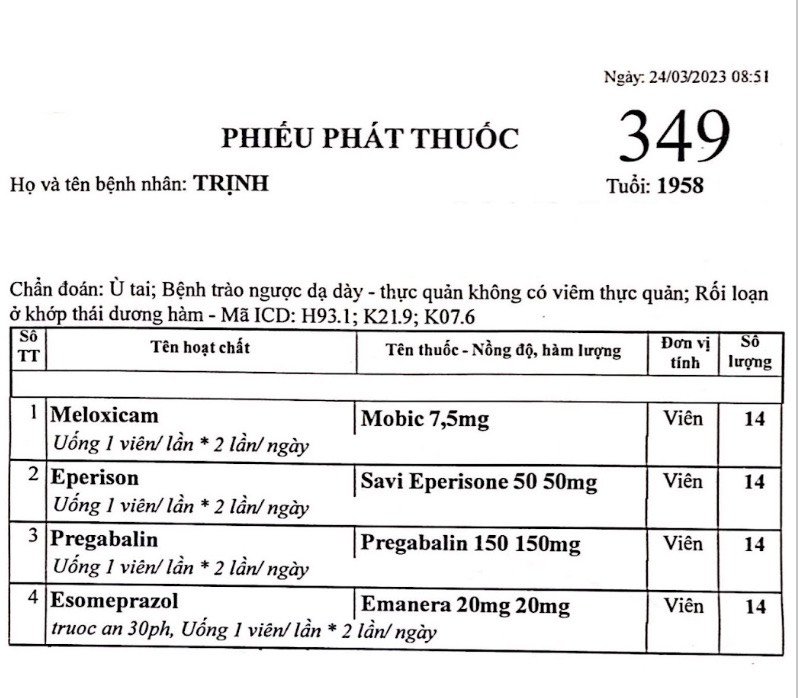 Ngày: 24/03/2023 08:51
PHIẾU PHÁT THUỐC
349
Họ và tên bệnh nhân: TRỊNH
Tuổi: 1958
Chẩn đoán: Ù tai; Bệnh trào ngược dạ dày - thực quản không có viêm thực quản; Rối loạn
ở khớp thái dương hàm - Mã ICD: H93.1; K21.9; K07.6
Số TT Tên hoạt chất Tên thuốc - Nồng độ, hàm lượng Đơn vị tính Số lượng
1 Meloxicam Mobic 7,5mg Viên 14
Uống 1 viên/ lần * 2 lần/ ngày
2 Eperison Savi Eperisone 50 50mg Viên 14
Uống 1 viên/ lần * 2 lần/ ngày
3 Pregabalin Pregabalin 150 150mg Viên 14
Uống 1 viên/ lần * 2 lần/ ngày
4 Esomeprazol Emanera 20mg 20mg Viên 14
truoc an 30ph, Uống 1 viên/ lần * 2 lần/ ngày